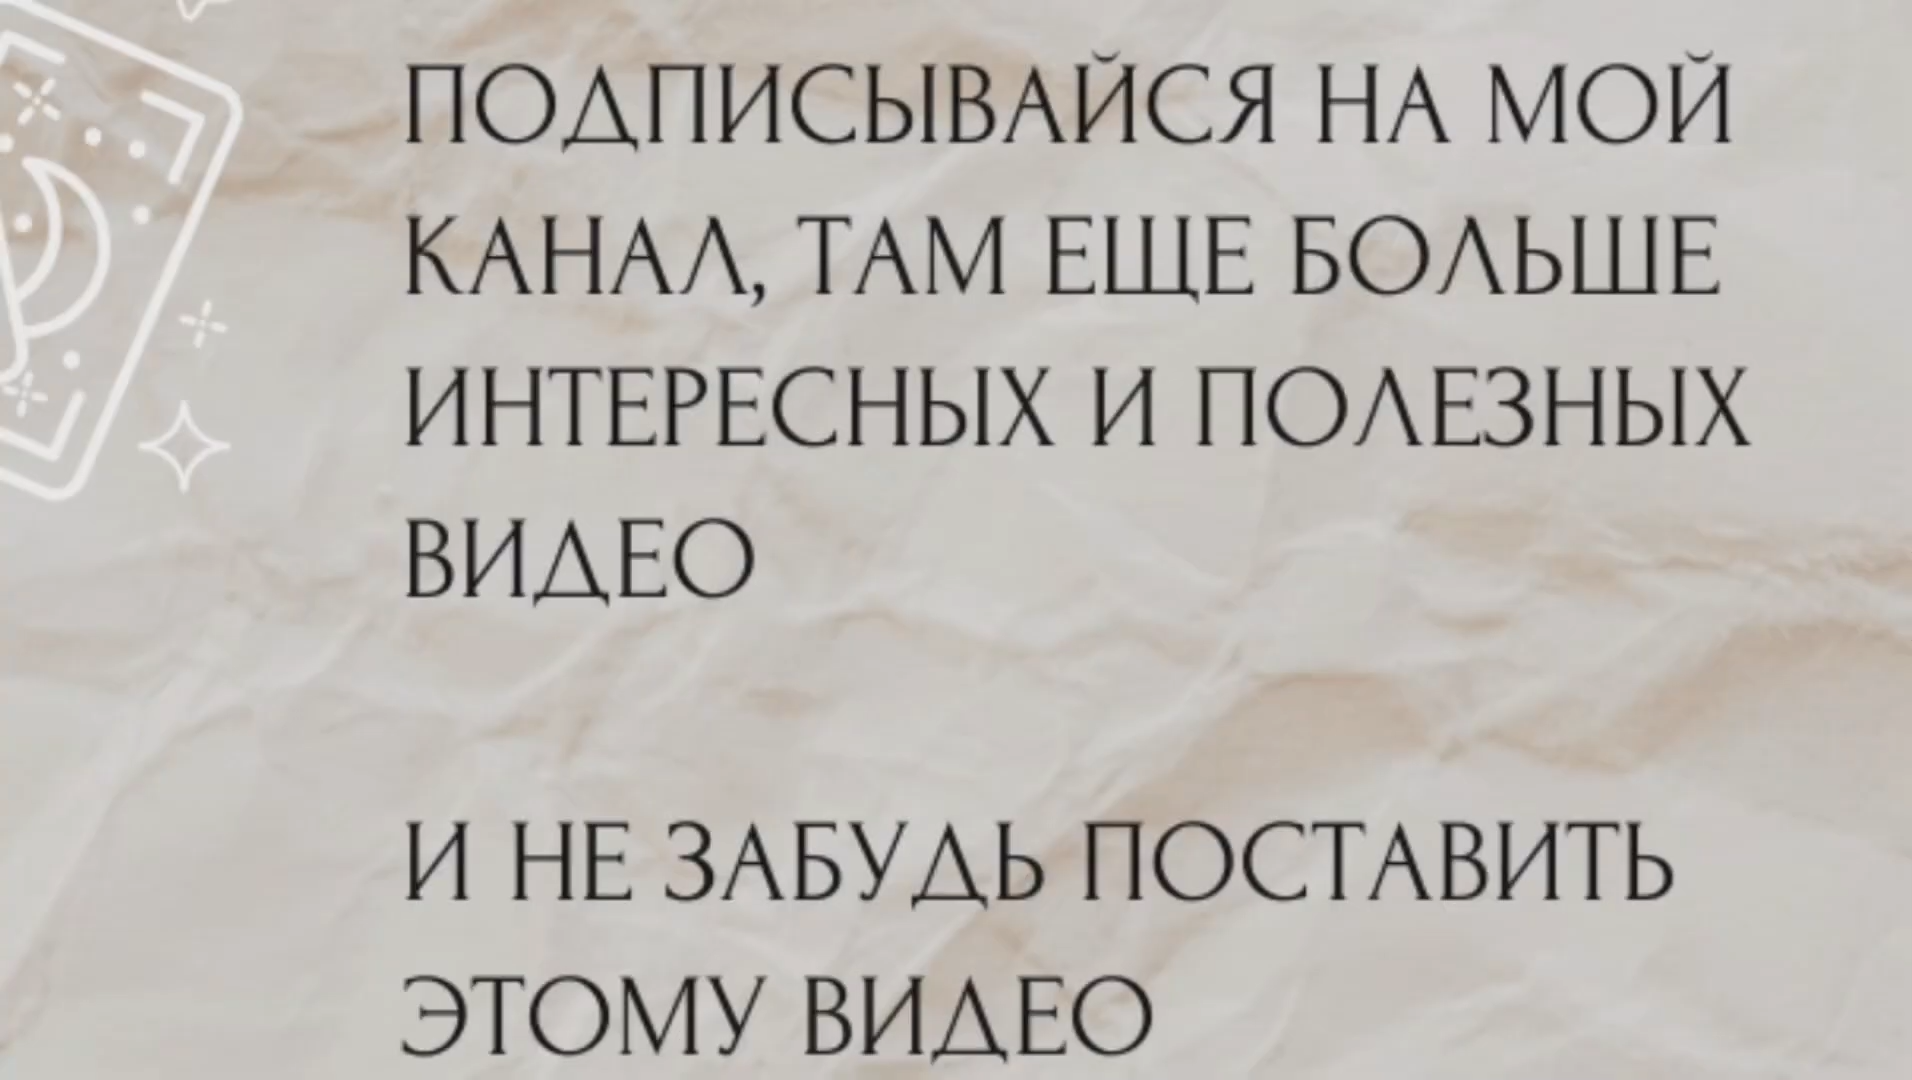 ПОДПИСЫВАЙСЯ НА МОЙ
КАНАЛ, ТАМ ЕЩЕ БОЛЬШЕ
ИНТЕРЕСНЫХ И ПОЛЕЗНЫХ
ВИДЕО
И НЕ ЗАБУДЬ ПОСТАВИТЬ
ЭТОМУ ВИДЕО